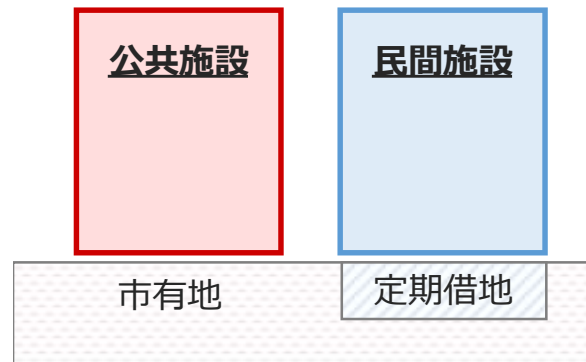 公共施設
民間施設
市有地
定期借地